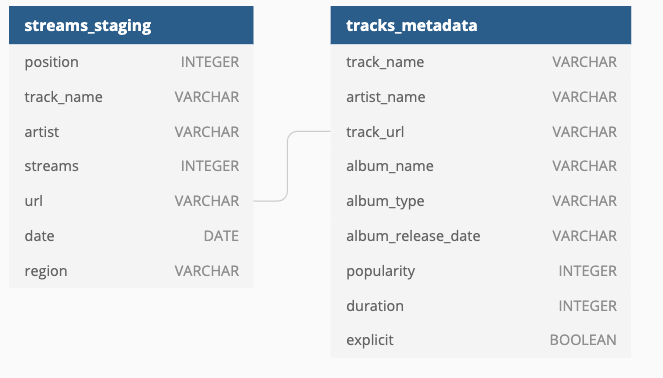 streams_staging
position INTEGER
track_name VARCHAR
artist VARCHAR
streams INTEGER
url VARCHAR
date DATE
region VARCHAR
tracks_metadata
track_name VARCHAR
artist_name VARCHAR
track_url VARCHAR
album_name VARCHAR
album_type VARCHAR
album_release_date VARCHAR
popularity INTEGER
duration INTEGER
explicit BOOLEAN